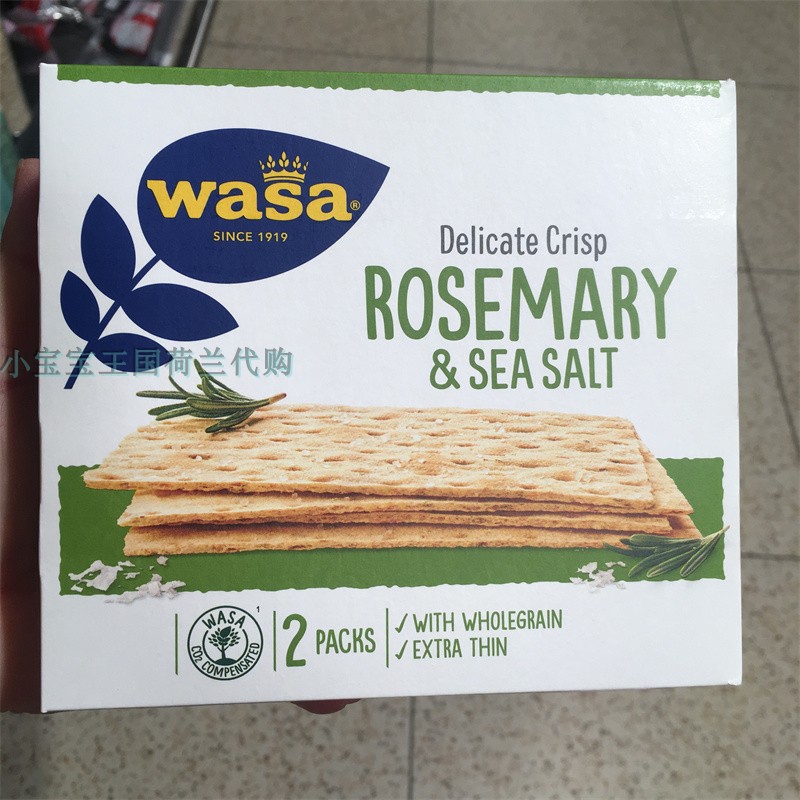 wasa®
SINCE 1919
Delicate Crisp
ROSEMARY
& SEA SALT
小宝宝王国荷兰代购
WASA
CO2 COMPENSATED
1
2 PACKS
✓ WITH WHOLEGRAIN
✓ EXTRA THIN